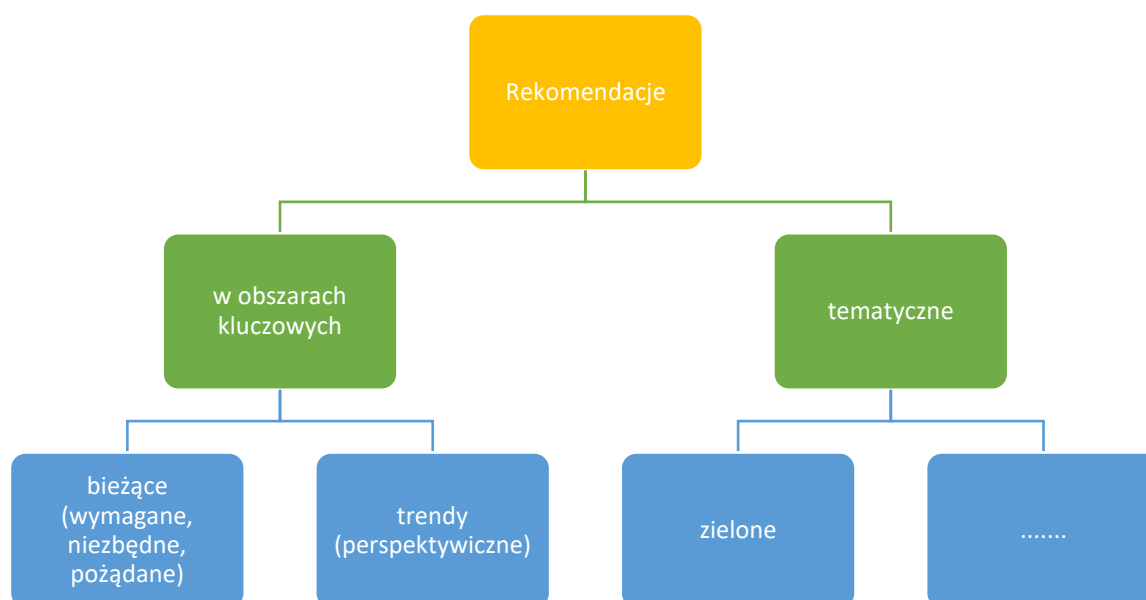 Rekomendacje
w obszarach
kluczowych
tematyczne
bieżące
(wymagane,
niezbędne,
pożądane)
trendy
(perspektywiczne)
zielone
.......